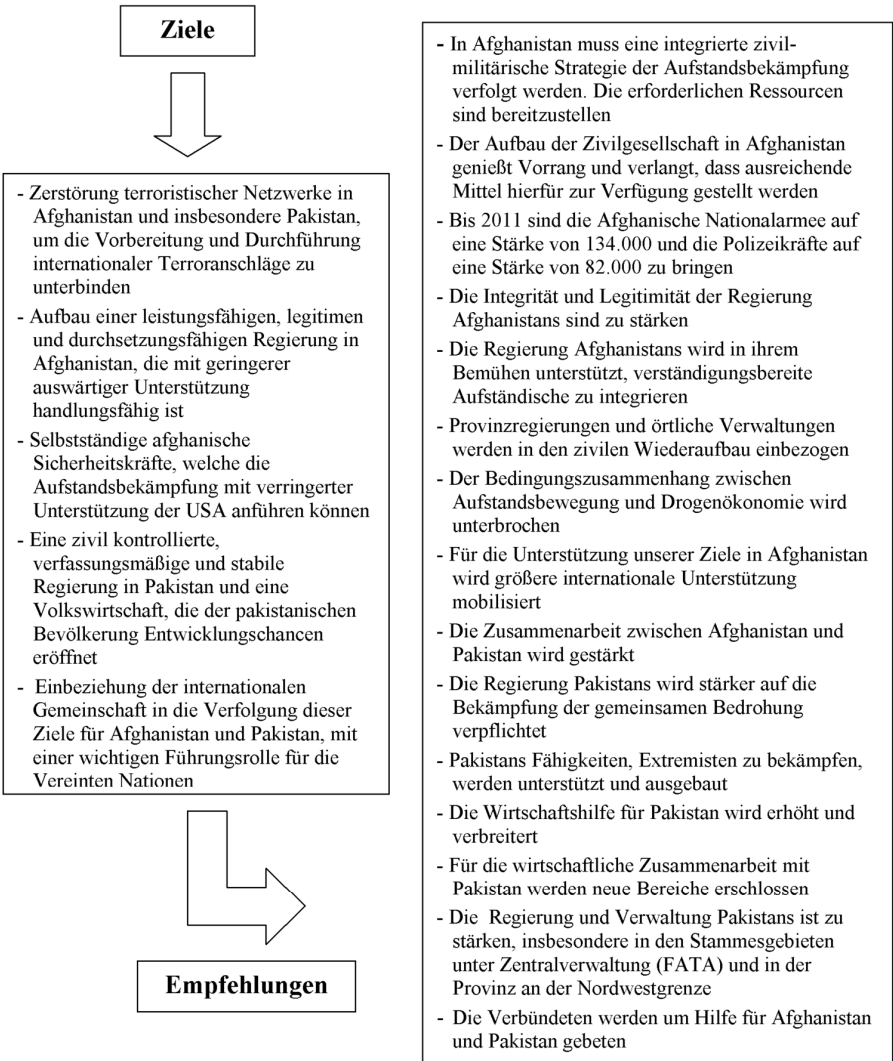 Ziele
- Zerstörung terroristischer Netzwerke in
Afghanistan und insbesondere Pakistan,
um die Vorbereitung und Durchführung
internationaler Terroranschläge zu
unterbinden
- Aufbau einer leistungsfähigen, legitimen
und durchsetzungsfähigen Regierung in
Afghanistan, die mit geringerer
auswärtiger Unterstützung
handlungsfähig ist
- Selbstständige afghanische
Sicherheitskräfte, welche die
Aufstandsbekämpfung mit verringerter
Unterstützung der USA anführen können
- Eine zivil kontrollierte,
verfassungsmäßige und stabile
Regierung in Pakistan und eine
Volkswirtschaft, die der pakistanischen
Bevölkerung Entwicklungschancen
eröffnet
- Einbeziehung der internationalen
Gemeinschaft in die Verfolgung dieser
Ziele für Afghanistan und Pakistan, mit
einer wichtigen Führungsrolle für die
Vereinten Nationen
Empfehlungen
- In Afghanistan muss eine integrierte zivil-
militärische Strategie der Aufstandsbekämpfung
verfolgt werden. Die erforderlichen Ressourcen
sind bereitzustellen
- Der Aufbau der Zivilgesellschaft in Afghanistan
genießt Vorrang und verlangt, dass ausreichende
Mittel hierfür zur Verfügung gestellt werden
- Bis 2011 sind die Afghanische Nationalarmee auf
eine Stärke von 134.000 und die Polizeikräfte auf
eine Stärke von 82.000 zu bringen
- Die Integrität und Legitimität der Regierung
Afghanistans sind zu stärken
- Die Regierung Afghanistans wird in ihrem
Bemühen unterstützt, verständigungsbereite
Aufständische zu integrieren
- Provinzregierungen und örtliche Verwaltungen
werden in den zivilen Wiederaufbau einbezogen
- Der Bedingungszusammenhang zwischen
Aufstandsbewegung und Drogenökonomie wird
unterbrochen
- Für die Unterstützung unserer Ziele in Afghanistan
wird größere internationale Unterstützung
mobilisiert
- Die Zusammenarbeit zwischen Afghanistan und
Pakistan wird gestärkt
- Die Regierung Pakistans wird stärker auf die
Bekämpfung der gemeinsamen Bedrohung
verpflichtet
- Pakistans Fähigkeiten, Extremisten zu bekämpfen,
werden unterstützt und ausgebaut
- Die Wirtschaftshilfe für Pakistan wird erhöht und
verbreitert
- Für die wirtschaftliche Zusammenarbeit mit
Pakistan werden neue Bereiche erschlossen
- Die Regierung und Verwaltung Pakistans ist zu
stärken, insbesondere in den Stammesgebieten
unter Zentralverwaltung (FATA) und in der
Provinz an der Nordwestgrenze
- Die Verbündeten werden um Hilfe für Afghanistan
und Pakistan gebeten